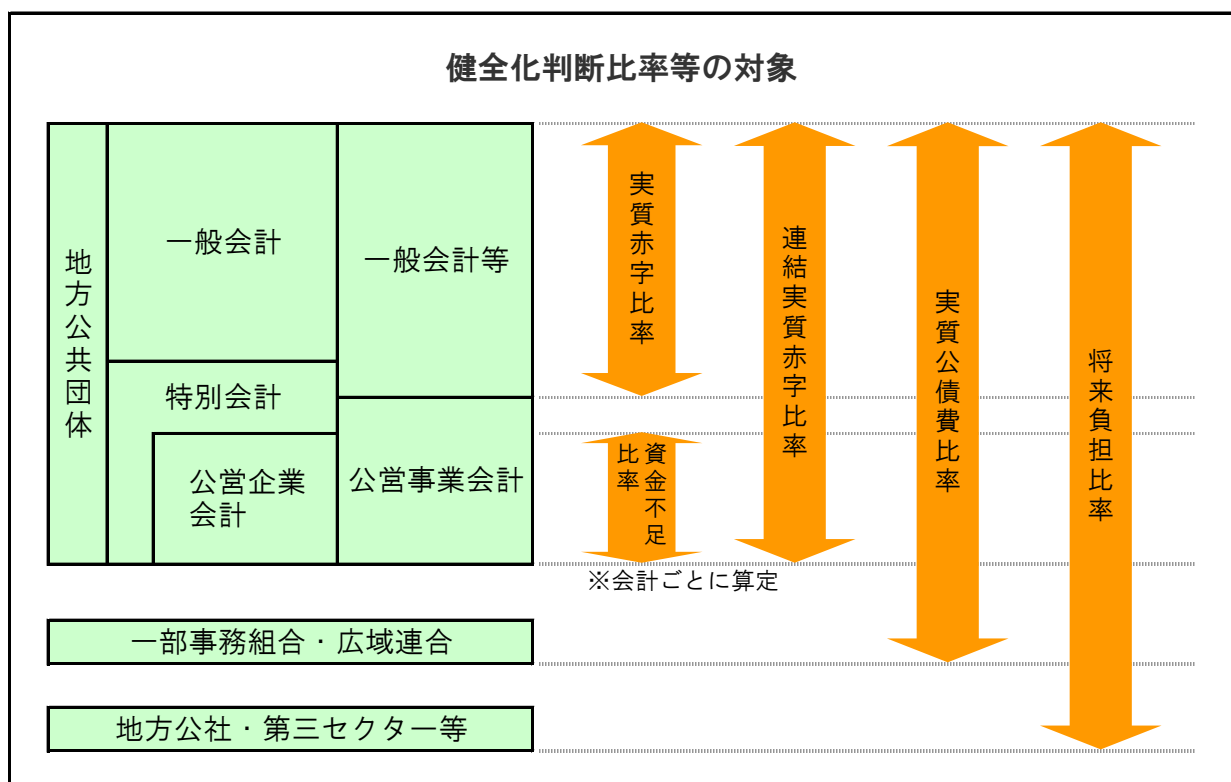 健全化判断比率等の対象
地方公共団体
一般会計
一般会計等
特別会計
公営企業
会計
公営事業会計
実質赤字比率
資金不足
比率
※会計ごとに算定
連結実質赤字比率
実質公債費比率
将来負担比率
一部事務組合・広域連合
地方公社・第三セクター等